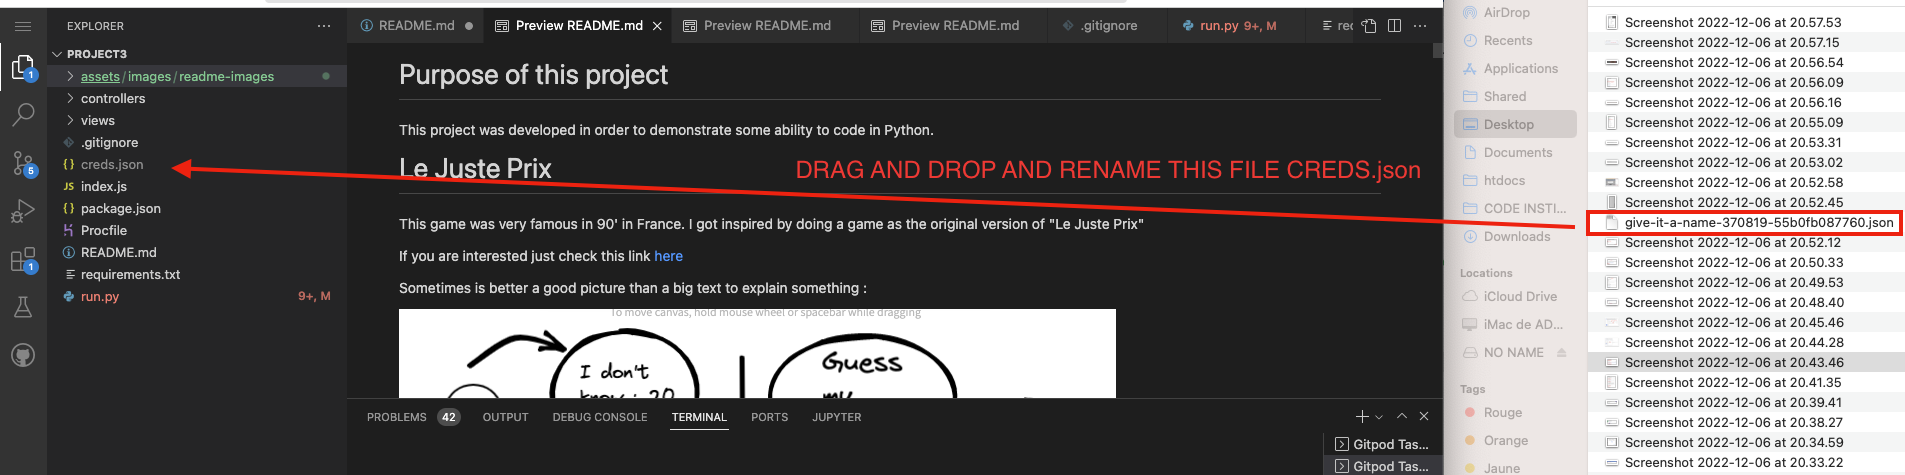 EXPLORER
PROJECT3
assets/images/readme-images
controllers
views
.gitignore
creds.json
index.js
package.json
Procfile
README.md
requirements.txt
run.py 9+, M
1
5
1
README.md
Preview README.md
Preview README.md
Preview README.md
.gitignore
run.py 9+, M
rec
Purpose of this project
This project was developed in order to demonstrate some ability to code in Python.
Le Juste Prix
DRAG AND DROP AND RENAME THIS FILE CREDS.json
This game was very famous in 90' in France. I got inspired by doing a game as the original version of "Le Juste Prix"
If you are interested just check this link here
Sometimes is better a good picture than a big text to explain something :
To move canvas, hold mouse wheel or spacebar while dragging
I don't
Guess
my
PROBLEMS 42 OUTPUT DEBUG CONSOLE TERMINAL PORTS JUPYTER
Gitpod Tas...
Gitpod Tas...
AirDrop
Recents
Applications
Shared
Desktop
Documents
htdocs
CODE INSTI...
Downloads
Locations
iCloud Drive
iMac de AD...
NO NAME
Tags
Rouge
Orange
Jaune
Screenshot 2022-12-06 at 20.57.53
Screenshot 2022-12-06 at 20.57.15
Screenshot 2022-12-06 at 20.56.54
Screenshot 2022-12-06 at 20.56.09
Screenshot 2022-12-06 at 20.56.16
Screenshot 2022-12-06 at 20.55.09
Screenshot 2022-12-06 at 20.53.31
Screenshot 2022-12-06 at 20.53.02
Screenshot 2022-12-06 at 20.52.58
Screenshot 2022-12-06 at 20.52.45
give-it-a-name-370819-55b0fb087760.json
Screenshot 2022-12-06 at 20.52.12
Screenshot 2022-12-06 at 20.50.33
Screenshot 2022-12-06 at 20.49.53
Screenshot 2022-12-06 at 20.48.40
Screenshot 2022-12-06 at 20.45.46
Screenshot 2022-12-06 at 20.44.28
Screenshot 2022-12-06 at 20.43.46
Screenshot 2022-12-06 at 20.41.35
Screenshot 2022-12-06 at 20.39.41
Screenshot 2022-12-06 at 20.38.27
Screenshot 2022-12-06 at 20.34.59
Screenshot 2022-12-06 at 20.33.22